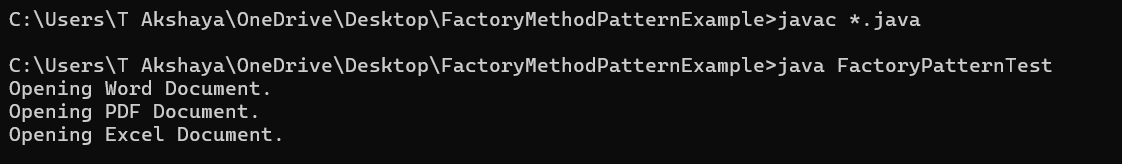 C:\Users\T Akshaya\OneDrive\Desktop\FactoryMethodPatternExample>javac *.java
C:\Users\T Akshaya\OneDrive\Desktop\FactoryMethodPatternExample>java FactoryPatternTest
Opening Word Document.
Opening PDF Document.
Opening Excel Document.